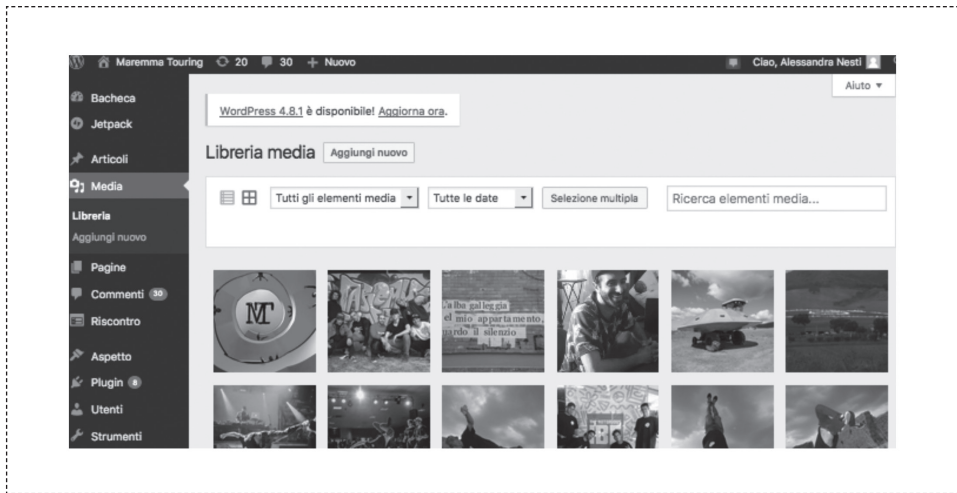 Maremma Touring 20 30 + Nuovo Ciao, Alessandra Nesti
Aiuto
Bacheca
WordPress 4.8.1 è disponibile! Aggiorna ora.
Jetpack
Libreria media Aggiungi nuovo
Articoli
Media
Tutti gli elementi media Tutte le date Selezione multipla Ricerca elementi media...
Libreria
Aggiungi nuovo
Pagine
Commenti 30
Riscontro
Aspetto
Plugin 8
Utenti
Strumenti
MT
alba galleggia
el mio appartamento,
uardo il silenzio